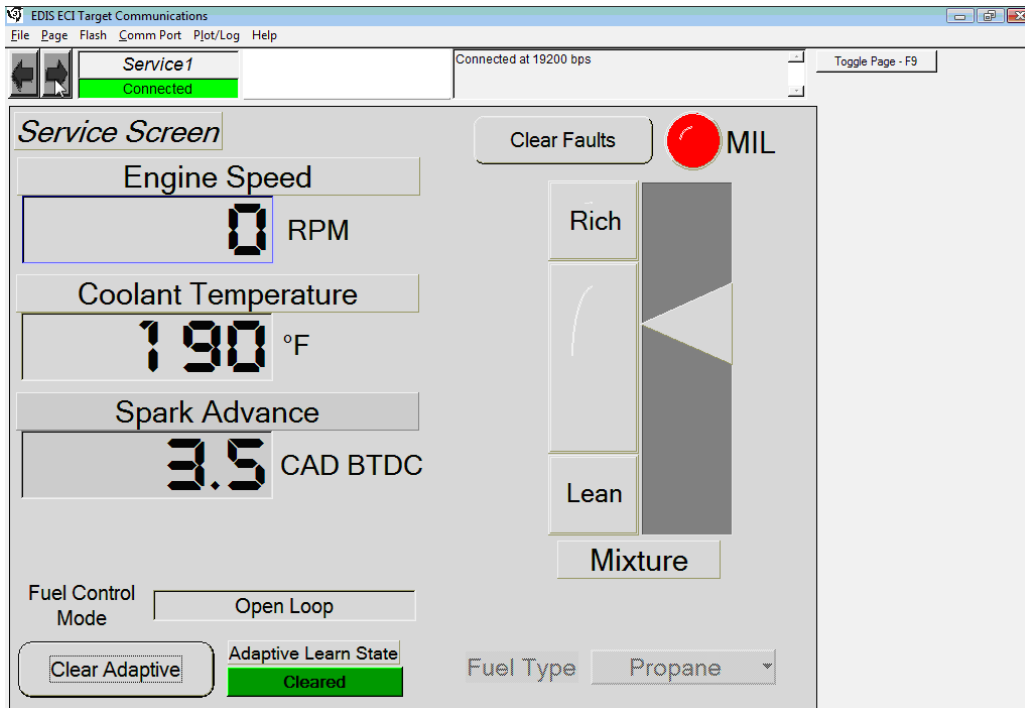 EDIS ECI Target Communications
File Page Flash Comm Port Plot/Log Help
Service1
Connected
Connected at 19200 bps
Toggle Page - F9
Service Screen
Clear Faults
MIL
Engine Speed
0 RPM
Rich
Coolant Temperature
190 °F
Spark Advance
3.5 CAD BTDC
Lean
Mixture
Fuel Control
Mode
Open Loop
Clear Adaptive
Adaptive Learn State
Cleared
Fuel Type
Propane